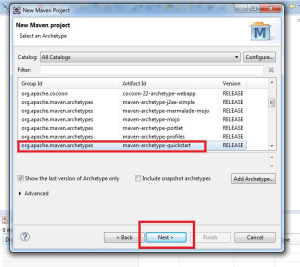 New Maven Project
New Maven project
Select an Archetype
Catalog: All Catalogs Configure...
Filter:
Group Id Artifact Id Version
org.apache.cocoon cocoon-22-archetype-webapp RELEASE
org.apache.maven.archetypes maven-archetype-j2ee-simple RELEASE
org.apache.maven.archetypes maven-archetype-marmalade-mojo RELEASE
org.apache.maven.archetypes maven-archetype-mojo RELEASE
org.apache.maven.archetypes maven-archetype-portlet RELEASE
org.apache.maven.archetypes maven-archetype-profiles RELEASE
org.apache.maven.archetypes maven-archetype-quickstart RELEASE
Show the last version of Archetype only Include snapshot archetypes Add Archetype...
Advanced
< Back Next > Finish Cancel